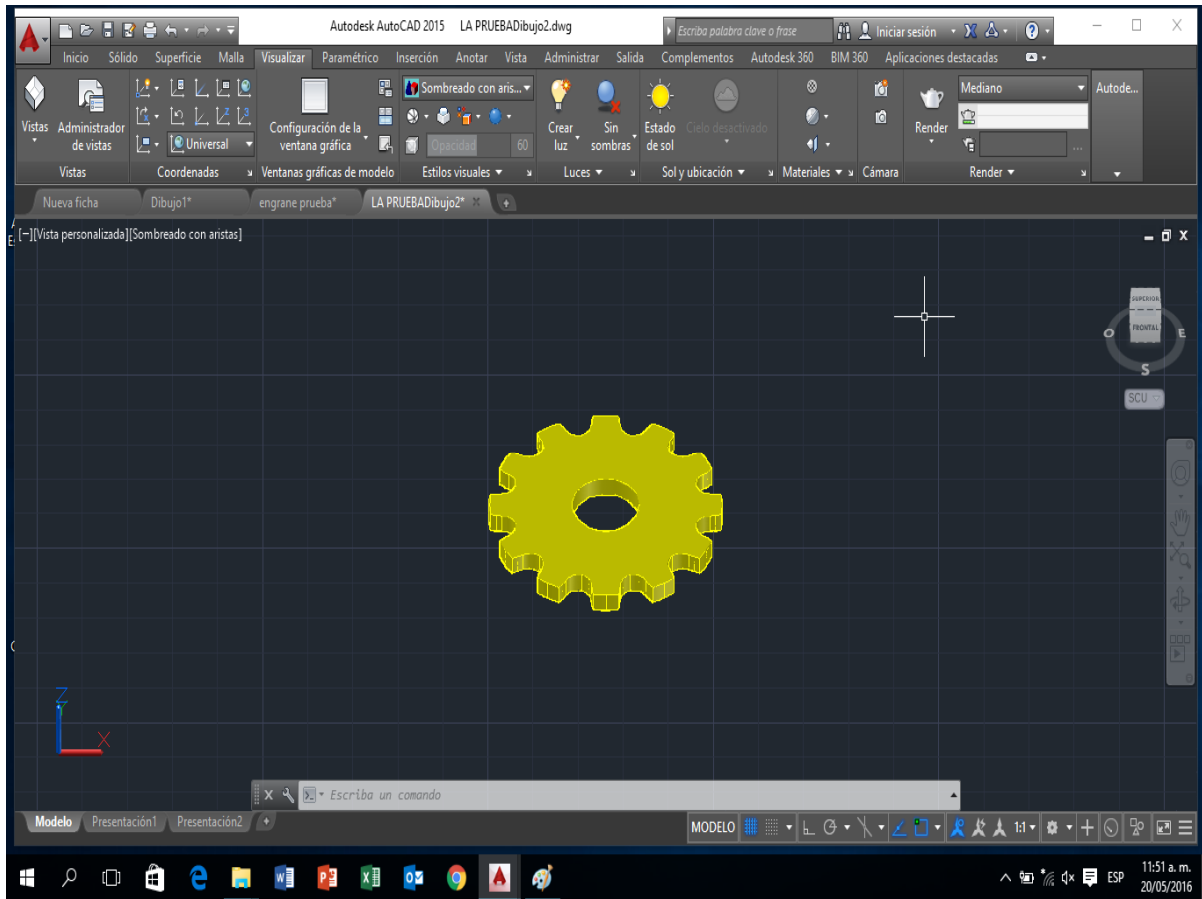 Autodesk AutoCAD 2015 LA PRUEBADibujo2.dwg
Escriba palabra clave o frase
Iniciar sesión
Inicio Sólido Superficie Malla Visualizar Paramétrico Inserción Anotar Vista Administrar Salida Complementos Autodesk 360 BIM 360 Aplicaciones destacadas
Vistas
Administrador
de vistas
Universal
Configuración de la
ventana gráfica
Sombreado con aris...
Opacidad 60
Crear
luz
Sin
sombras
Estado
de sol
Cielo desactivado
Render
Mediano
Autode...
Vistas Coordenadas Ventanas gráficas de modelo Estilos visuales Luces Sol y ubicación Materiales Cámara Render
Nueva ficha Dibujo1* engrane prueba* LA PRUEBADibujo2*
[−][Vista personalizada][Sombreado con aristas]
SUPERIOR
FRONTAL
O E
S
SCU
Z
Y
X
Escriba un comando
Modelo Presentación1 Presentación2
MODELO 1:1
ESP
11:51 a. m.
20/05/2016